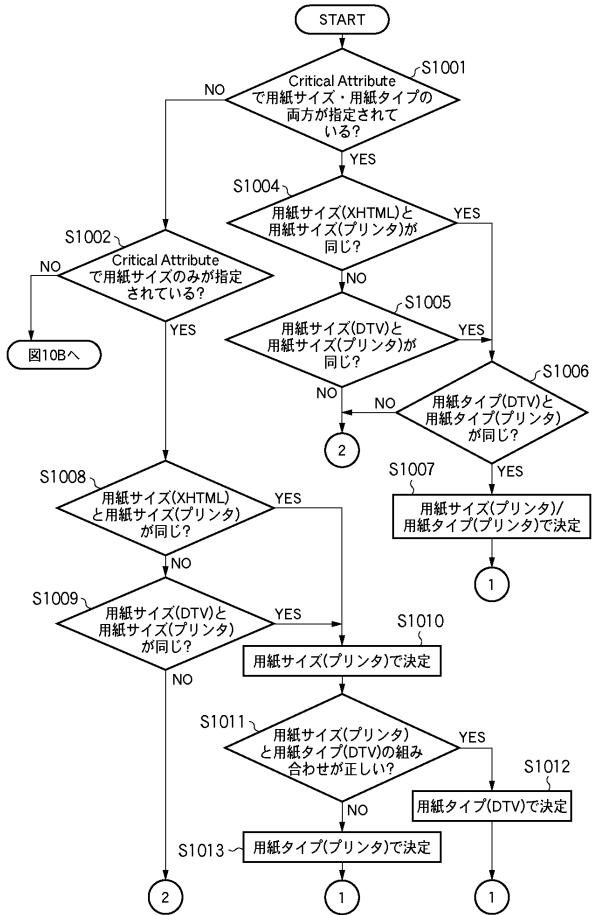 START
S1001
Critical Attribute
で用紙サイズ・用紙タイプの
両方が指定されて
いる?
NO
YES
S1004
用紙サイズ(XHTML)と
用紙サイズ(プリンタ)が
同じ?
YES
NO
S1002
Critical Attribute
で用紙サイズのみが指定
されている?
NO
YES
図10Bへ
S1005
用紙サイズ(DTV)と
用紙サイズ(プリンタ)が
同じ?
YES
NO
S1006
用紙タイプ(DTV)と
用紙タイプ(プリンタ)
が同じ?
NO
YES
2
S1007
用紙サイズ(プリンタ)/
用紙タイプ(プリンタ)で決定
1
S1008
用紙サイズ(XHTML)
と用紙サイズ(プリンタ)
が同じ?
YES
NO
S1009
用紙サイズ(DTV)と
用紙サイズ(プリンタ)
が同じ?
YES
NO
S1010
用紙サイズ(プリンタ)で決定
S1011
用紙サイズ(プリンタ)
と用紙タイプ(DTV)の組み
合わせが正しい?
YES
NO
S1012
用紙タイプ(DTV)で決定
S1013
用紙タイプ(プリンタ)で決定
2
1
1